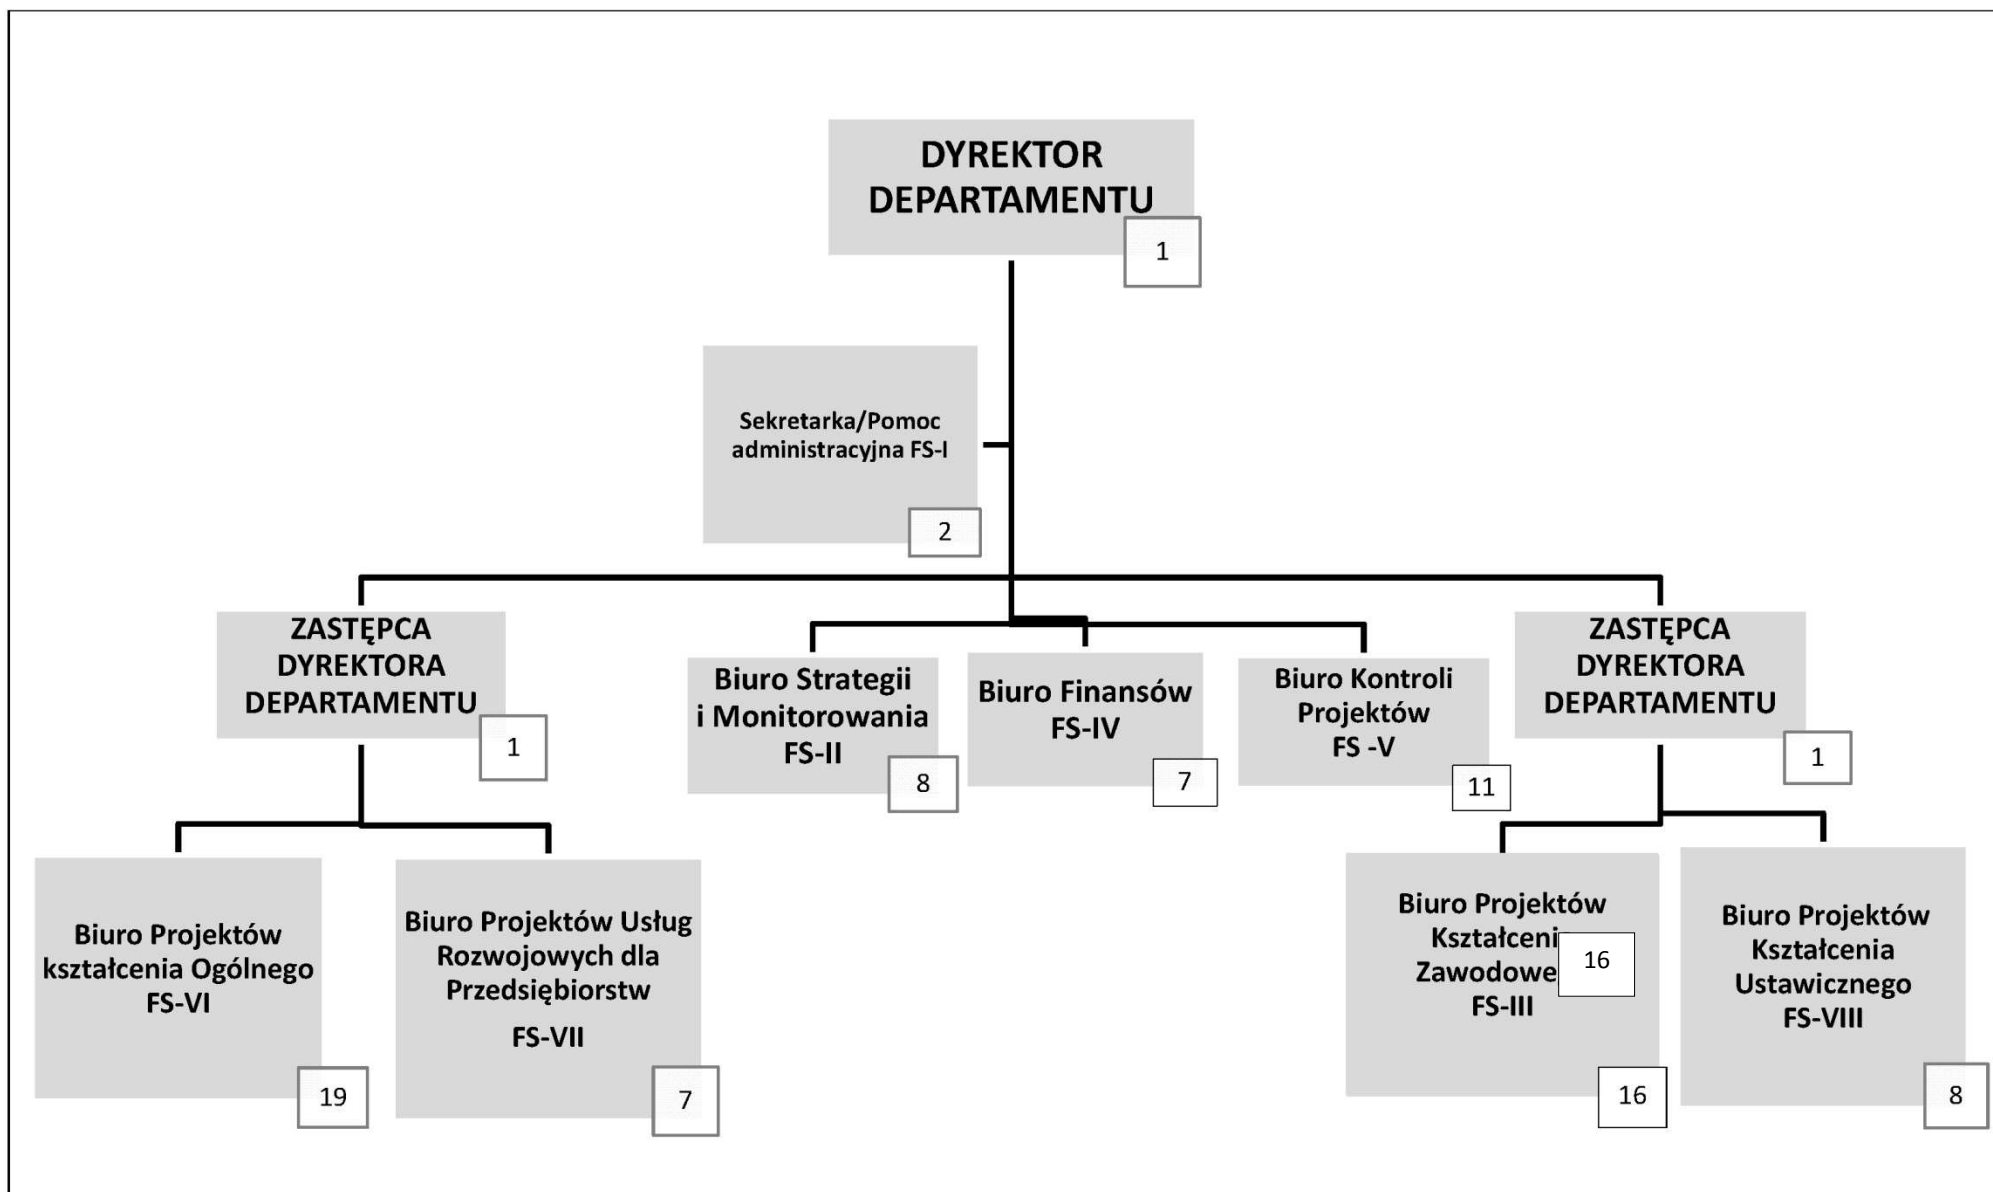 DYREKTOR
DEPARTAMENTU
1
Sekretarka/Pomoc
administracyjna FS-I
2
ZASTĘPCA
DYREKTORA
DEPARTAMENTU
1
Biuro Strategii
i Monitorowania
FS-II
8
Biuro Finansów
FS-IV
7
Biuro Kontroli
Projektów
FS -V
11
ZASTĘPCA
DYREKTORA
DEPARTAMENTU
1
Biuro Projektów
kształcenia Ogólnego
FS-VI
19
Biuro Projektów Usług
Rozwojowych dla
Przedsiębiorstw
FS-VII
7
Biuro Projektów
FS-III
16
16
Biuro Projektów
Kształcenia
Ustawicznego
FS-VIII
8